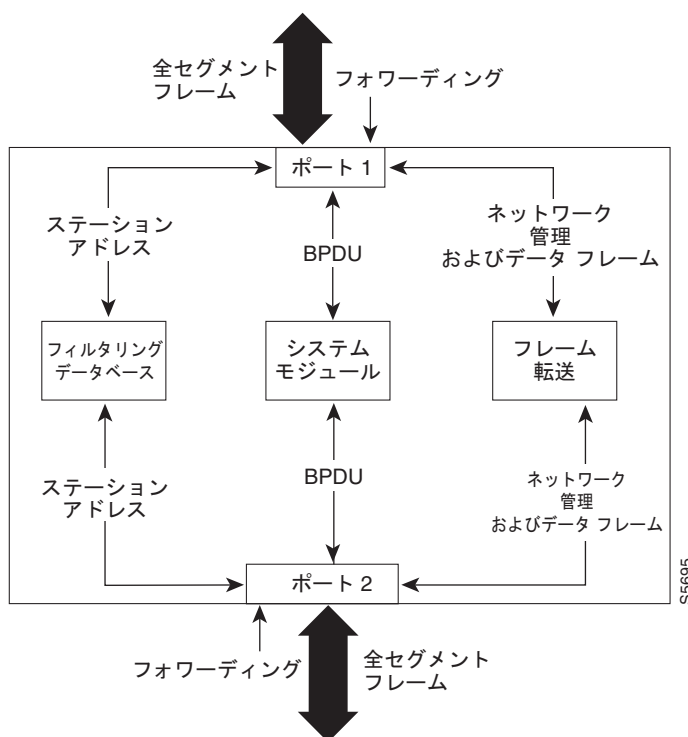 全セグメント
フレーム
フォワーディング
ポート 1
ステーション
アドレス
BPDU
ネットワーク
管理
およびデータ フレーム
フィルタリング
データベース
システム
モジュール
フレーム
転送
ステーション
アドレス
BPDU
ネットワーク
管理
およびデータ フレーム
ポート 2
S5695
フォワーディング
全セグメント
フレーム